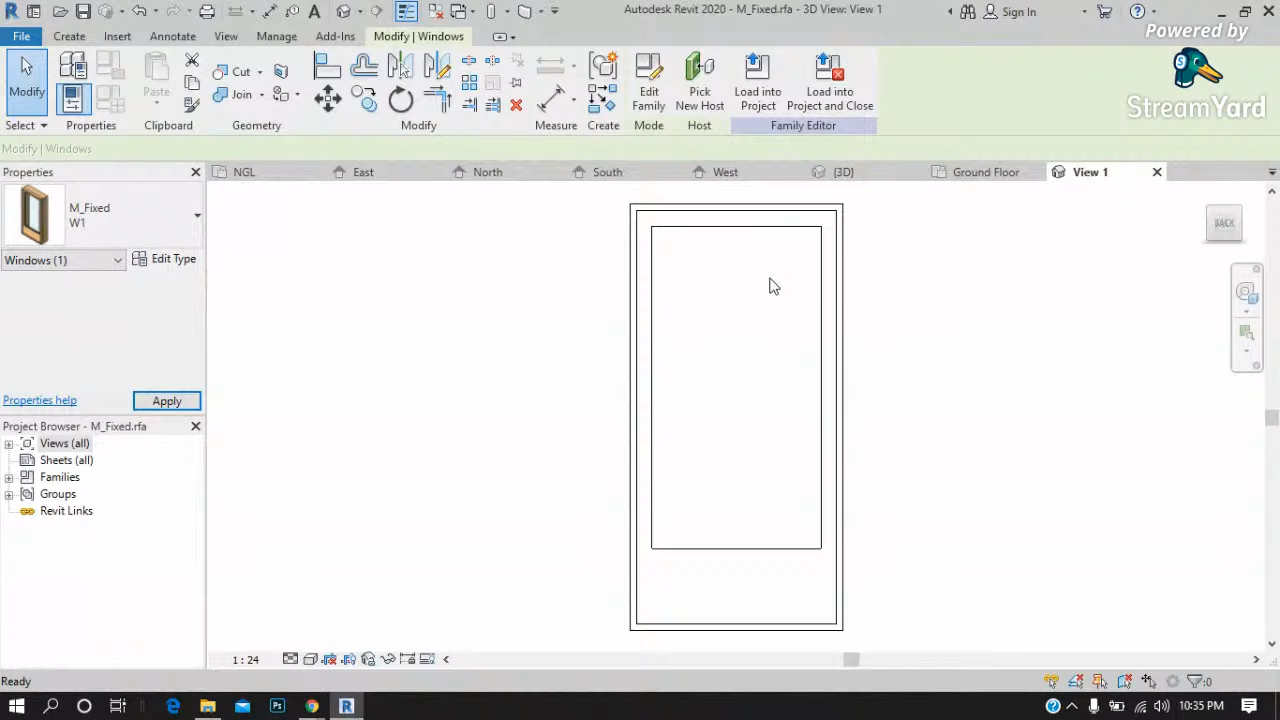 Autodesk Revit 2020 - M_Fixed.rfa - 3D View: View 1
Sign In
File
Create
Insert
Annotate
View
Manage
Add-Ins
Modify | Windows
Powered by
StreamYard
Modify
Paste
Cut
Join
Edit Family
Pick New Host
Load into Project
Load into Project and Close
Select
Properties
Clipboard
Geometry
Modify
Measure
Create
Mode
Host
Family Editor
Modify | Windows
Properties
NGL
East
North
South
West
{3D}
Ground Floor
View 1
M_Fixed
W1
Windows (1)
Edit Type
BACK
Properties help
Apply
Project Browser - M_Fixed.rfa
Views (all)
Sheets (all)
Families
Groups
Revit Links
1 : 24
Ready
:0
10:35 PM